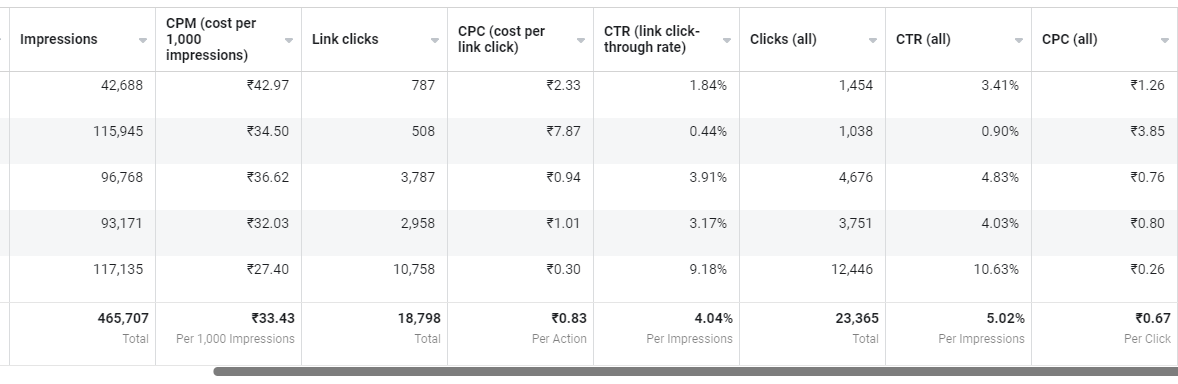 Impressions CPM (cost per 1,000 impressions) Link clicks CPC (cost per link click) CTR (link click-through rate) Clicks (all) CTR (all) CPC (all)
42,688 ₹42.97 787 ₹2.33 1.84% 1,454 3.41% ₹1.26
115,945 ₹34.50 508 ₹7.87 0.44% 1,038 0.90% ₹3.85
96,768 ₹36.62 3,787 ₹0.94 3.91% 4,676 4.83% ₹0.76
93,171 ₹32.03 2,958 ₹1.01 3.17% 3,751 4.03% ₹0.80
117,135 ₹27.40 10,758 ₹0.30 9.18% 12,446 10.63% ₹0.26
465,707 ₹33.43 18,798 ₹0.83 4.04% 23,365 5.02% ₹0.67
Total Per 1,000 Impressions Total Per Action Per Impressions Total Per Impressions Per Click